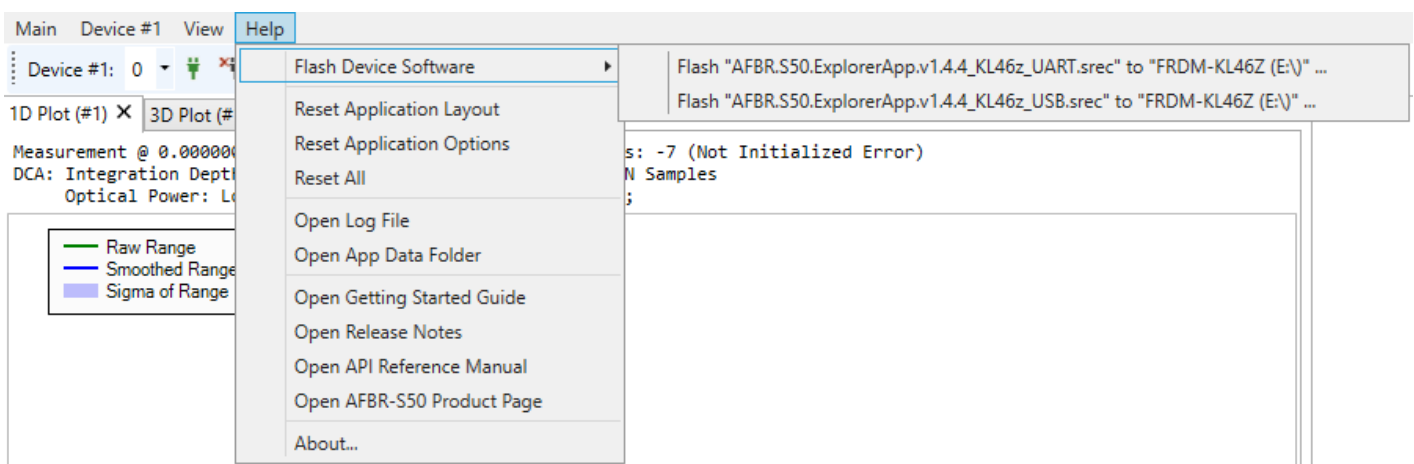 Main Device #1 View Help
Device #1: 0
Flash Device Software
Flash "AFBR.S50.ExplorerApp.v1.4.4_KL46z_UART.srec" to "FRDM-KL46Z (E:\)" ...
Flash "AFBR.S50.ExplorerApp.v1.4.4_KL46z_USB.srec" to "FRDM-KL46Z (E:\)" ...
Reset Application Layout
Reset Application Options
Reset All
Open Log File
Open App Data Folder
Open Getting Started Guide
Open Release Notes
Open API Reference Manual
Open AFBR-S50 Product Page
About...
1D Plot (#1) 3D Plot (#
Measurement @ 0.00000 s: -7 (Not Initialized Error)
DCA: Integration Dept N Samples
Optical Power: L ;
Raw Range
Smoothed Range
Sigma of Range